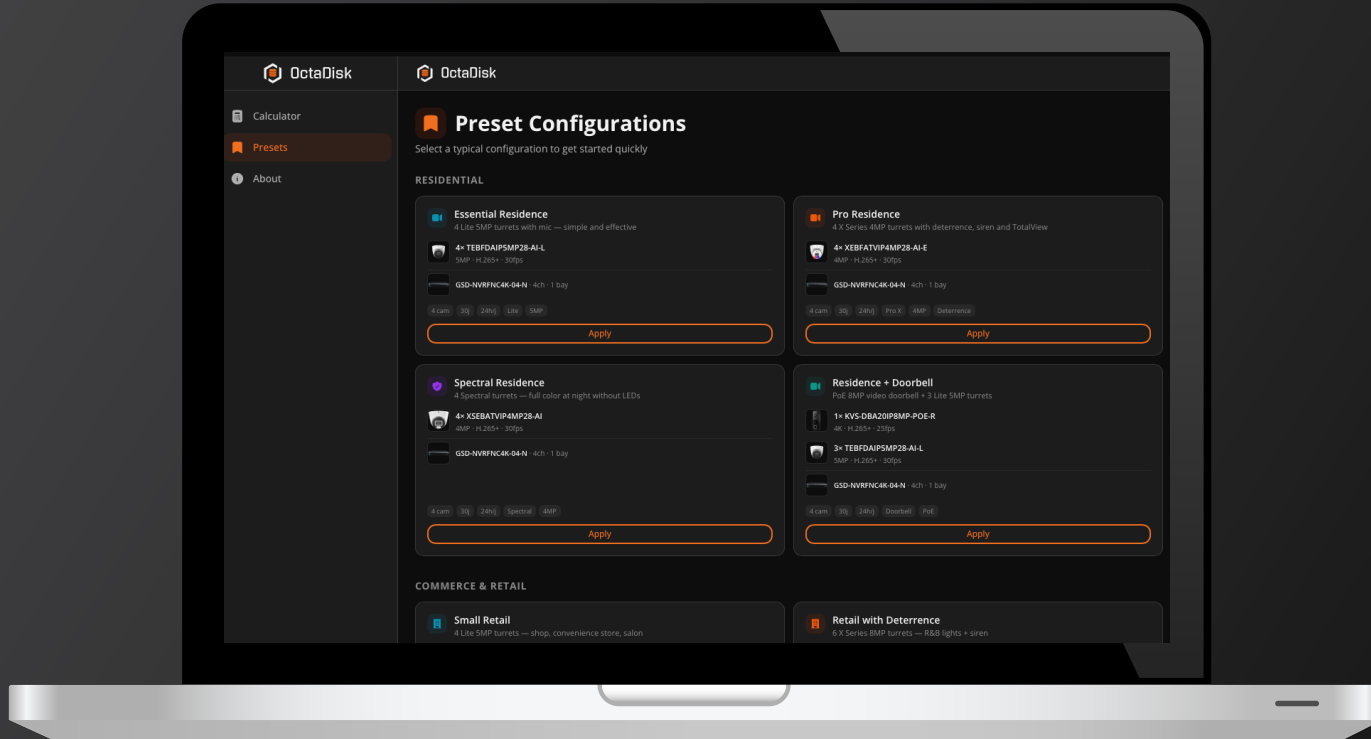 OctaDisk
OctaDisk
Calculator
Presets
About
Preset Configurations
Select a typical configuration to get started quickly
RESIDENTIAL
Essential Residence
4 Lite 5MP turrets with mic — simple and effective
4× TEBFDAIP5MP28-AI-L
5MP · H.265+ · 30fps
GSD-NVRFNC4K-04-N · 4ch · 1 bay
4 cam 30j 24h/j Lite 5MP
Apply
Pro Residence
4 X Series 4MP turrets with deterrence, siren and TotalView
4× XEBFATVIP4MP28-AI-E
4MP · H.265+ · 30fps
GSD-NVRFNC4K-04-N · 4ch · 1 bay
4 cam 30j 24h/j Pro X 4MP Deterrence
Apply
Spectral Residence
4 Spectral turrets — full color at night without LEDs
4× XSEBATVIP4MP28-AI
4MP · H.265+ · 30fps
GSD-NVRFNC4K-04-N · 4ch · 1 bay
4 cam 30j 24h/j Spectral 4MP
Apply
Residence + Doorbell
PoE 8MP video doorbell + 3 Lite 5MP turrets
1× KVS-DBA20IP8MP-POE-R
4K · H.265+ · 25fps
3× TEBFDAIP5MP28-AI-L
5MP · H.265+ · 30fps
GSD-NVRFNC4K-04-N · 4ch · 1 bay
4 cam 30j 24h/j Doorbell PoE
Apply
COMMERCE & RETAIL
Small Retail
4 Lite 5MP turrets — shop, convenience store, salon
Retail with Deterrence
6 X Series 8MP turrets — R&B lights + siren